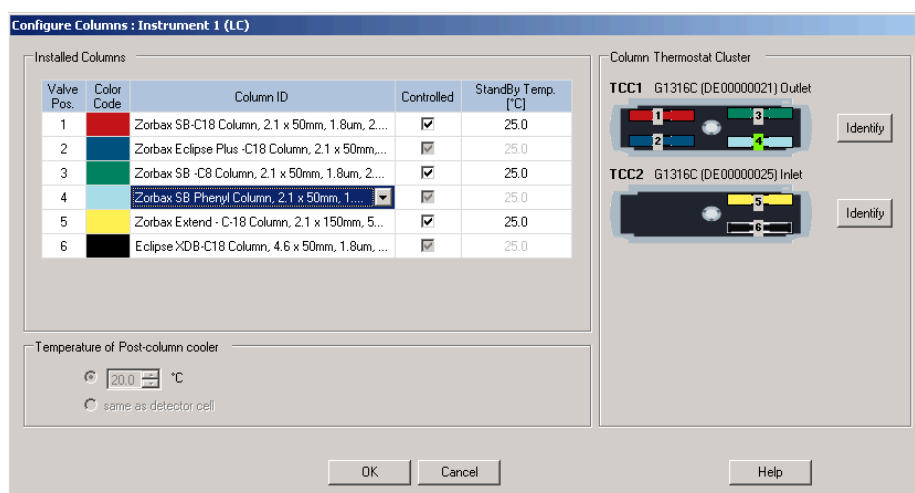 Configure Columns : Instrument 1 (LC)
Installed Columns
Valve Pos. Color Code Column ID Controlled StandBy Temp. [°C]
1 Zorbax SB-C18 Column, 2.1 x 50mm, 1.8um, 2.... 25.0
2 Zorbax Eclipse Plus -C18 Column, 2.1 x 50mm,... 25.0
3 Zorbax SB -C8 Column, 2.1 x 50mm, 1.8um, 2.... 25.0
4 Zorbax SB Phenyl Column, 2.1 x 50mm, 1.... 25.0
5 Zorbax Extend - C-18 Column, 2.1 x 150mm, 5... 25.0
6 Eclipse XDB-C18 Column, 4.6 x 50mm, 1.8um, ... 25.0
Temperature of Post-column cooler
20.0 °C
same as detector cell
Column Thermostat Cluster
TCC1 G1316C (DE00000021) Outlet
1 3
2 4
Identify
TCC2 G1316C (DE00000025) Inlet
5
6
Identify
OK Cancel Help